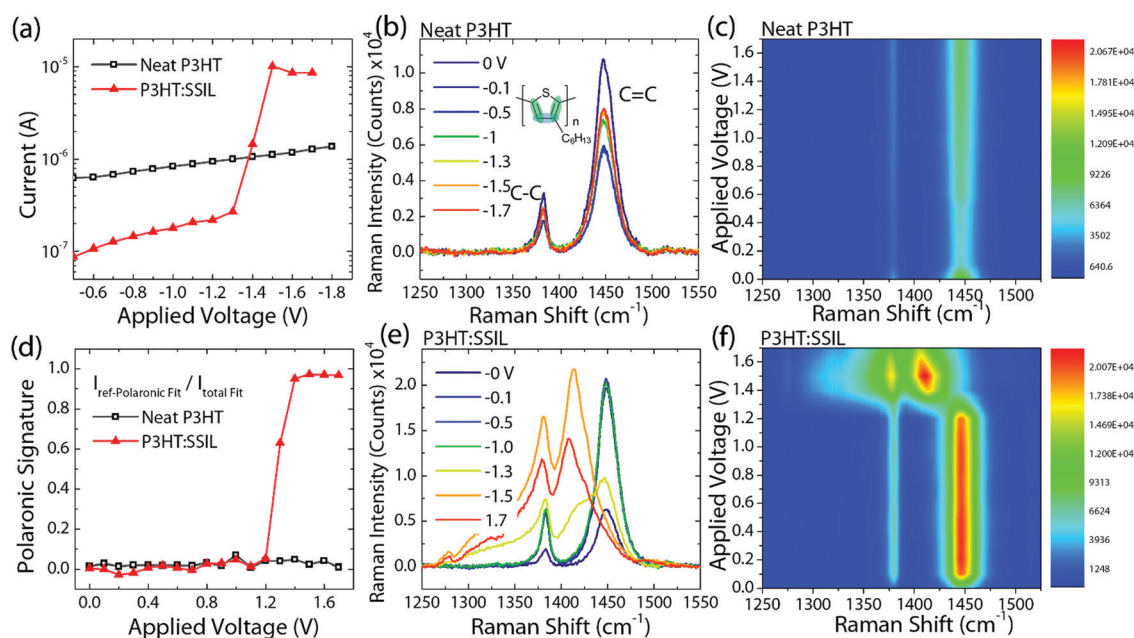 (a)
10⁻⁵
10⁻⁶
10⁻⁷
Current (A)
Neat P3HT
P3HT:SSIL
-0.6 -0.8 -1.0 -1.2 -1.4 -1.6 -1.8
Applied Voltage (V)
(b) Neat P3HT
Raman Intensity (Counts) x10⁴
1.0
0.8
0.6
0.4
0.2
0.0
0 V
-0.1
-0.5
-1
-1.3
-1.5
-1.7
S
n
C₆H₁₃
C=C
C-C
1250 1300 1350 1400 1450 1500 1550
Raman Shift (cm⁻¹)
(c) Neat P3HT
Applied Voltage (V)
1.6
1.4
1.2
1.0
0.8
0.6
0.4
0.2
0.0
1250 1300 1350 1400 1450 1500
Raman Shift (cm⁻¹)
2.067E+04
1.781E+04
1.495E+04
1.209E+04
9226
6364
3502
640.6
(d)
Polaronic Signature
1.0
0.8
0.6
0.4
0.2
0.0
I ref-Polaronic Fit / I total Fit
Neat P3HT
P3HT:SSIL
0.0 0.4 0.8 1.2 1.6
Applied Voltage (V)
(e) P3HT:SSIL
Raman Intensity (Counts) x10⁴
2.0
1.5
1.0
0.5
0.0
-0 V
-0.1
-0.5
-1.0
-1.3
-1.5
1.7
1250 1300 1350 1400 1450 1500 1550
Raman Shift (cm⁻¹)
(f) P3HT:SSIL
Applied Voltage (V)
1.6
1.4
1.2
1.0
0.8
0.6
0.4
0.2
0.0
1250 1300 1350 1400 1450 1500
Raman Shift (cm⁻¹)
2.007E+04
1.738E+04
1.469E+04
1.200E+04
9313
6624
3936
1248